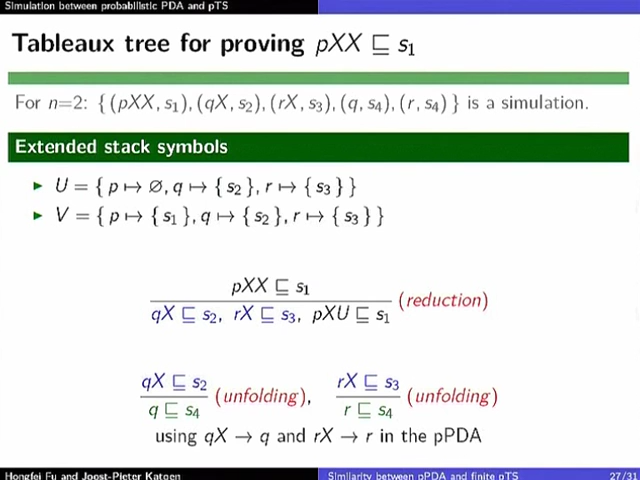 Simulation between probabilistic PDA and pTS
Tableaux tree for proving pXX ⊑ s₁
For n=2: {(pXX, s₁), (qX, s₂), (rX, s₃), (q, s₄), (r, s₄)} is a simulation.
Extended stack symbols
▸ U = {p ↦ ∅, q ↦ {s₂}, r ↦ {s₃}}
▸ V = {p ↦ {s₁}, q ↦ {s₂}, r ↦ {s₃}}
pXX ⊑ s₁
(reduction)
qX ⊑ s₂, rX ⊑ s₃, pXU ⊑ s₁
qX ⊑ s₂ rX ⊑ s₃
(unfolding), (unfolding)
q ⊑ s₄ r ⊑ s₄
using qX → q and rX → r in the pPDA
Hongfei Fu and Joost-Pieter Katoen Similarity between pPDA and finite pTS 27/31